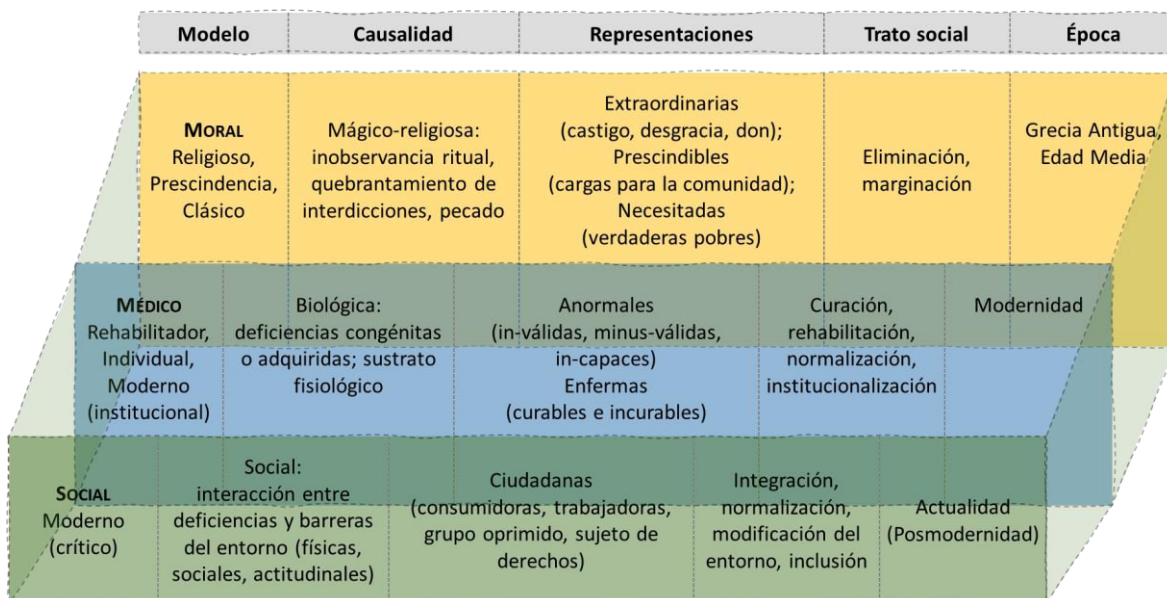 Modelo
Causalidad
Representaciones
Trato social
Época
MORAL
Religioso,
Prescindencia,
Clásico
Mágico-religiosa:
inobservancia ritual,
quebrantamiento de
interdicciones, pecado
Extraordinarias
(castigo, desgracia, don);
Prescindibles
(cargas para la comunidad);
Necesitadas
(verdaderas pobres)
Eliminación,
marginación
Grecia Antigua,
Edad Media
MÉDICO
Rehabilitador,
Individual,
Moderno
(institucional)
Biológica:
deficiencias congénitas
o adquiridas; sustrato
fisiológico
Anormales
(in-válidas, minus-válidas,
in-capaces)
Enfermas
(curables e incurables)
Curación,
rehabilitación,
normalización,
institucionalización
Modernidad
SOCIAL
Moderno
(crítico)
Social:
interacción entre
deficiencias y barreras
del entorno (físicas,
sociales, actitudinales)
Ciudadanas
(consumidoras, trabajadoras,
grupo oprimido, sujeto de
derechos)
Integración,
normalización,
modificación del
entorno, inclusión
Actualidad
(Posmodernidad)